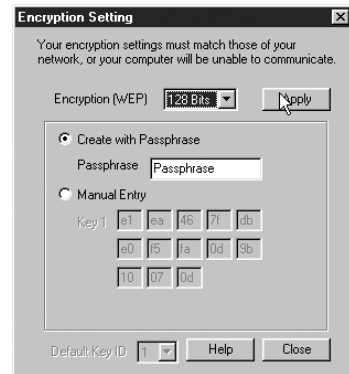 Encryption Setting
Your encryption settings must match those of your
network, or your computer will be unable to communicate.
Encryption (WEP) 128 Bits Apply
Create with Passphrase
Passphrase Passphrase
Manual Entry
Key 1 e1 ea 46 7f db
e0 f5 fa 0d 9b
10 07 0d
Default Key ID 1 Help Close